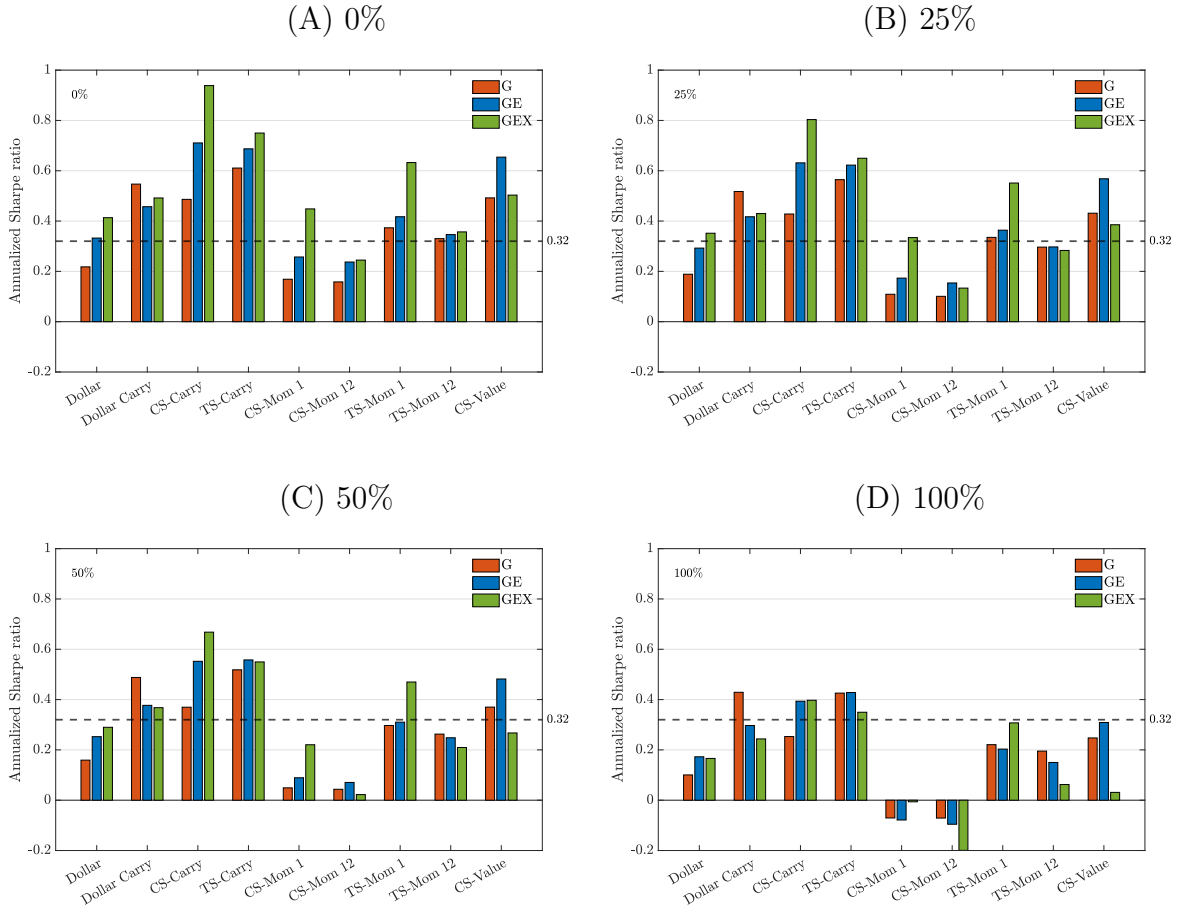 (A) 0%
1
0.8
0.6
0.4
0.2
0
-0.2
Annualized Sharpe ratio
0%
G
GE
GEX
0.32
Dollar
Dollar Carry
CS-Carry
TS-Carry
CS-Mom 1
CS-Mom 12
TS-Mom 1
TS-Mom 12
CS-Value
(B) 25%
1
0.8
0.6
0.4
0.2
0
-0.2
Annualized Sharpe ratio
25%
G
GE
GEX
0.32
Dollar
Dollar Carry
CS-Carry
TS-Carry
CS-Mom 1
CS-Mom 12
TS-Mom 1
TS-Mom 12
CS-Value
(C) 50%
1
0.8
0.6
0.4
0.2
0
-0.2
Annualized Sharpe ratio
50%
G
GE
GEX
0.32
Dollar
Dollar Carry
CS-Carry
TS-Carry
CS-Mom 1
CS-Mom 12
TS-Mom 1
TS-Mom 12
CS-Value
(D) 100%
1
0.8
0.6
0.4
0.2
0
-0.2
Annualized Sharpe ratio
100%
G
GE
GEX
0.32
Dollar
Dollar Carry
CS-Carry
TS-Carry
CS-Mom 1
CS-Mom 12
TS-Mom 1
TS-Mom 12
CS-Value